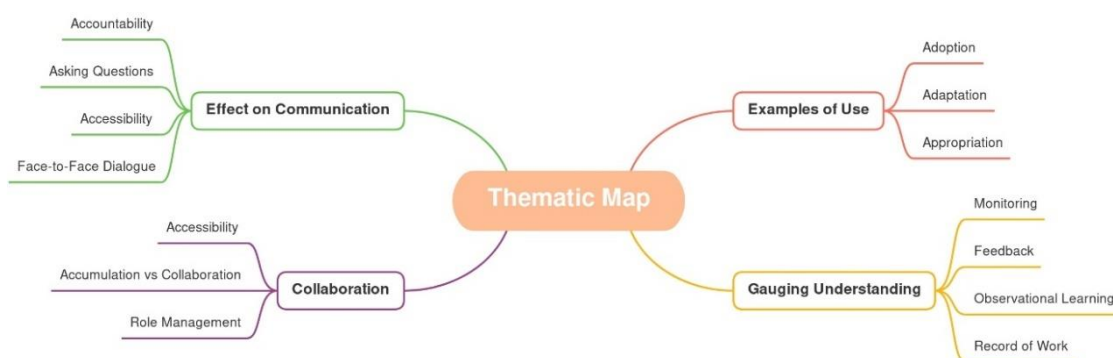 Thematic Map
Effect on Communication
Accountability
Asking Questions
Accessibility
Face-to-Face Dialogue
Collaboration
Accessibility
Accumulation vs Collaboration
Role Management
Examples of Use
Adoption
Adaptation
Appropriation
Gauging Understanding
Monitoring
Feedback
Observational Learning
Record of Work